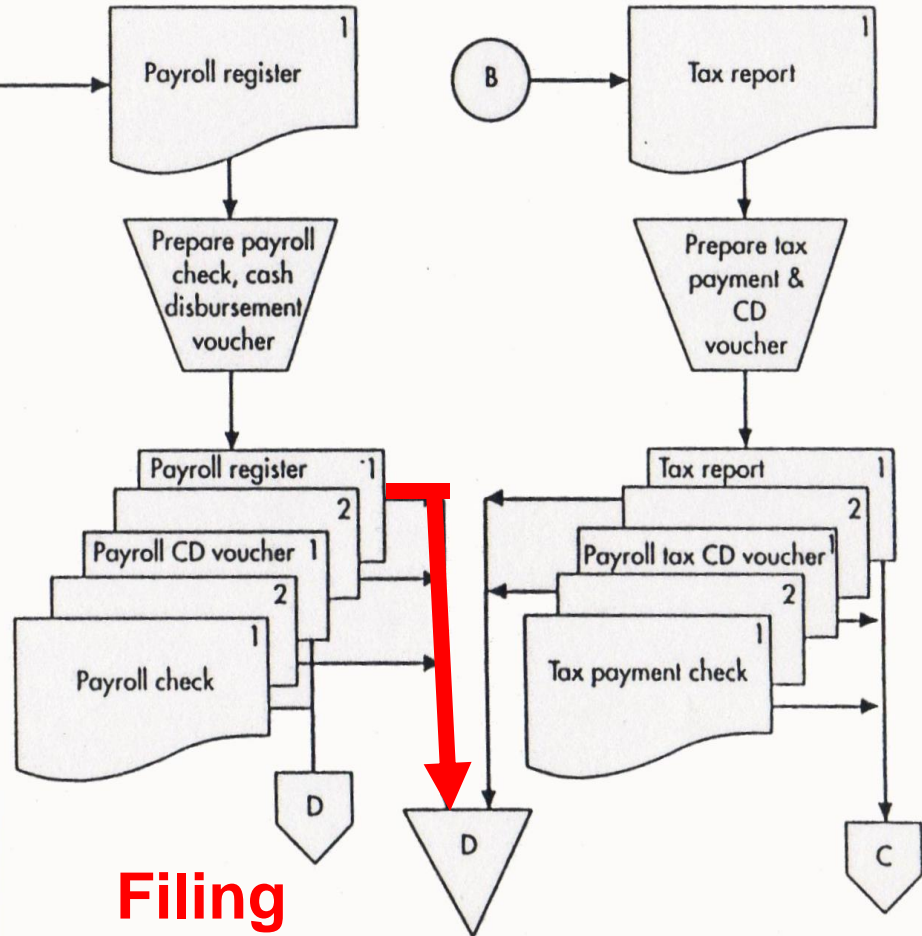 1
Payroll register
B
1
Tax report
Prepare payroll
check, cash
disbursement
voucher
Prepare tax
payment &
CD
voucher
Payroll register 1
2
Payroll CD voucher 1
2
1
Payroll check
Tax report 1
2
Payroll tax CD voucher 1
2
1
Tax payment check
D
D
C
Filing